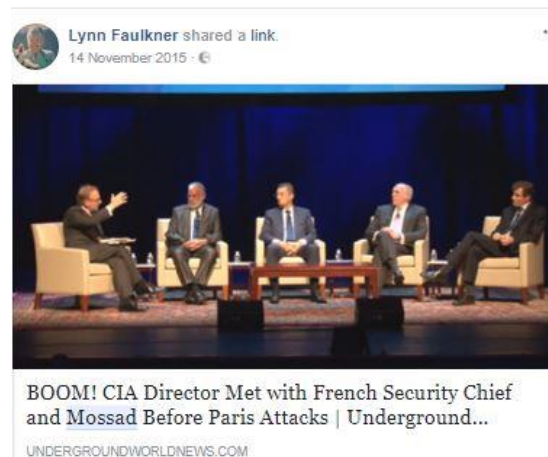 Lynn Faulkner shared a link.
14 November 2015 ·
BOOM! CIA Director Met with French Security Chief
and Mossad Before Paris Attacks | Underground...
UNDERGROUNDWORLDNEWS.COM